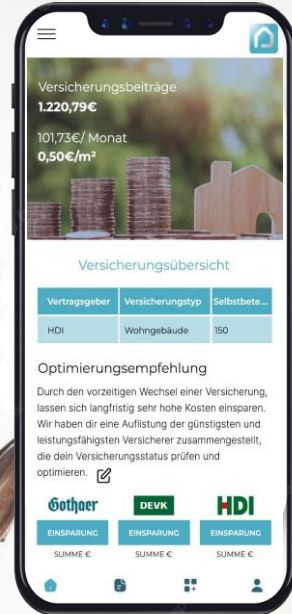 Versicherungsbeiträge
1.220,79€
101,73€/ Monat
0,50€/m²
Versicherungsübersicht
Vertragsgeber Versicherungstyp Selbstbete....
HDI Wohngebäude 150
Optimierungsempfehlung
Durch den vorzeitigen Wechsel einer Versicherung,
lassen sich langfristig sehr hohe Kosten einsparen.
Wir haben dir eine Auflistung der günstigsten und
leistungsfähigsten Versicherer zusammengestellt,
die dein Versicherungsstatus prüfen und
optimieren.
Gothaer DEVK HDI
EINSPARUNG EINSPARUNG EINSPARUNG
SUMME € SUMME € SUMME €